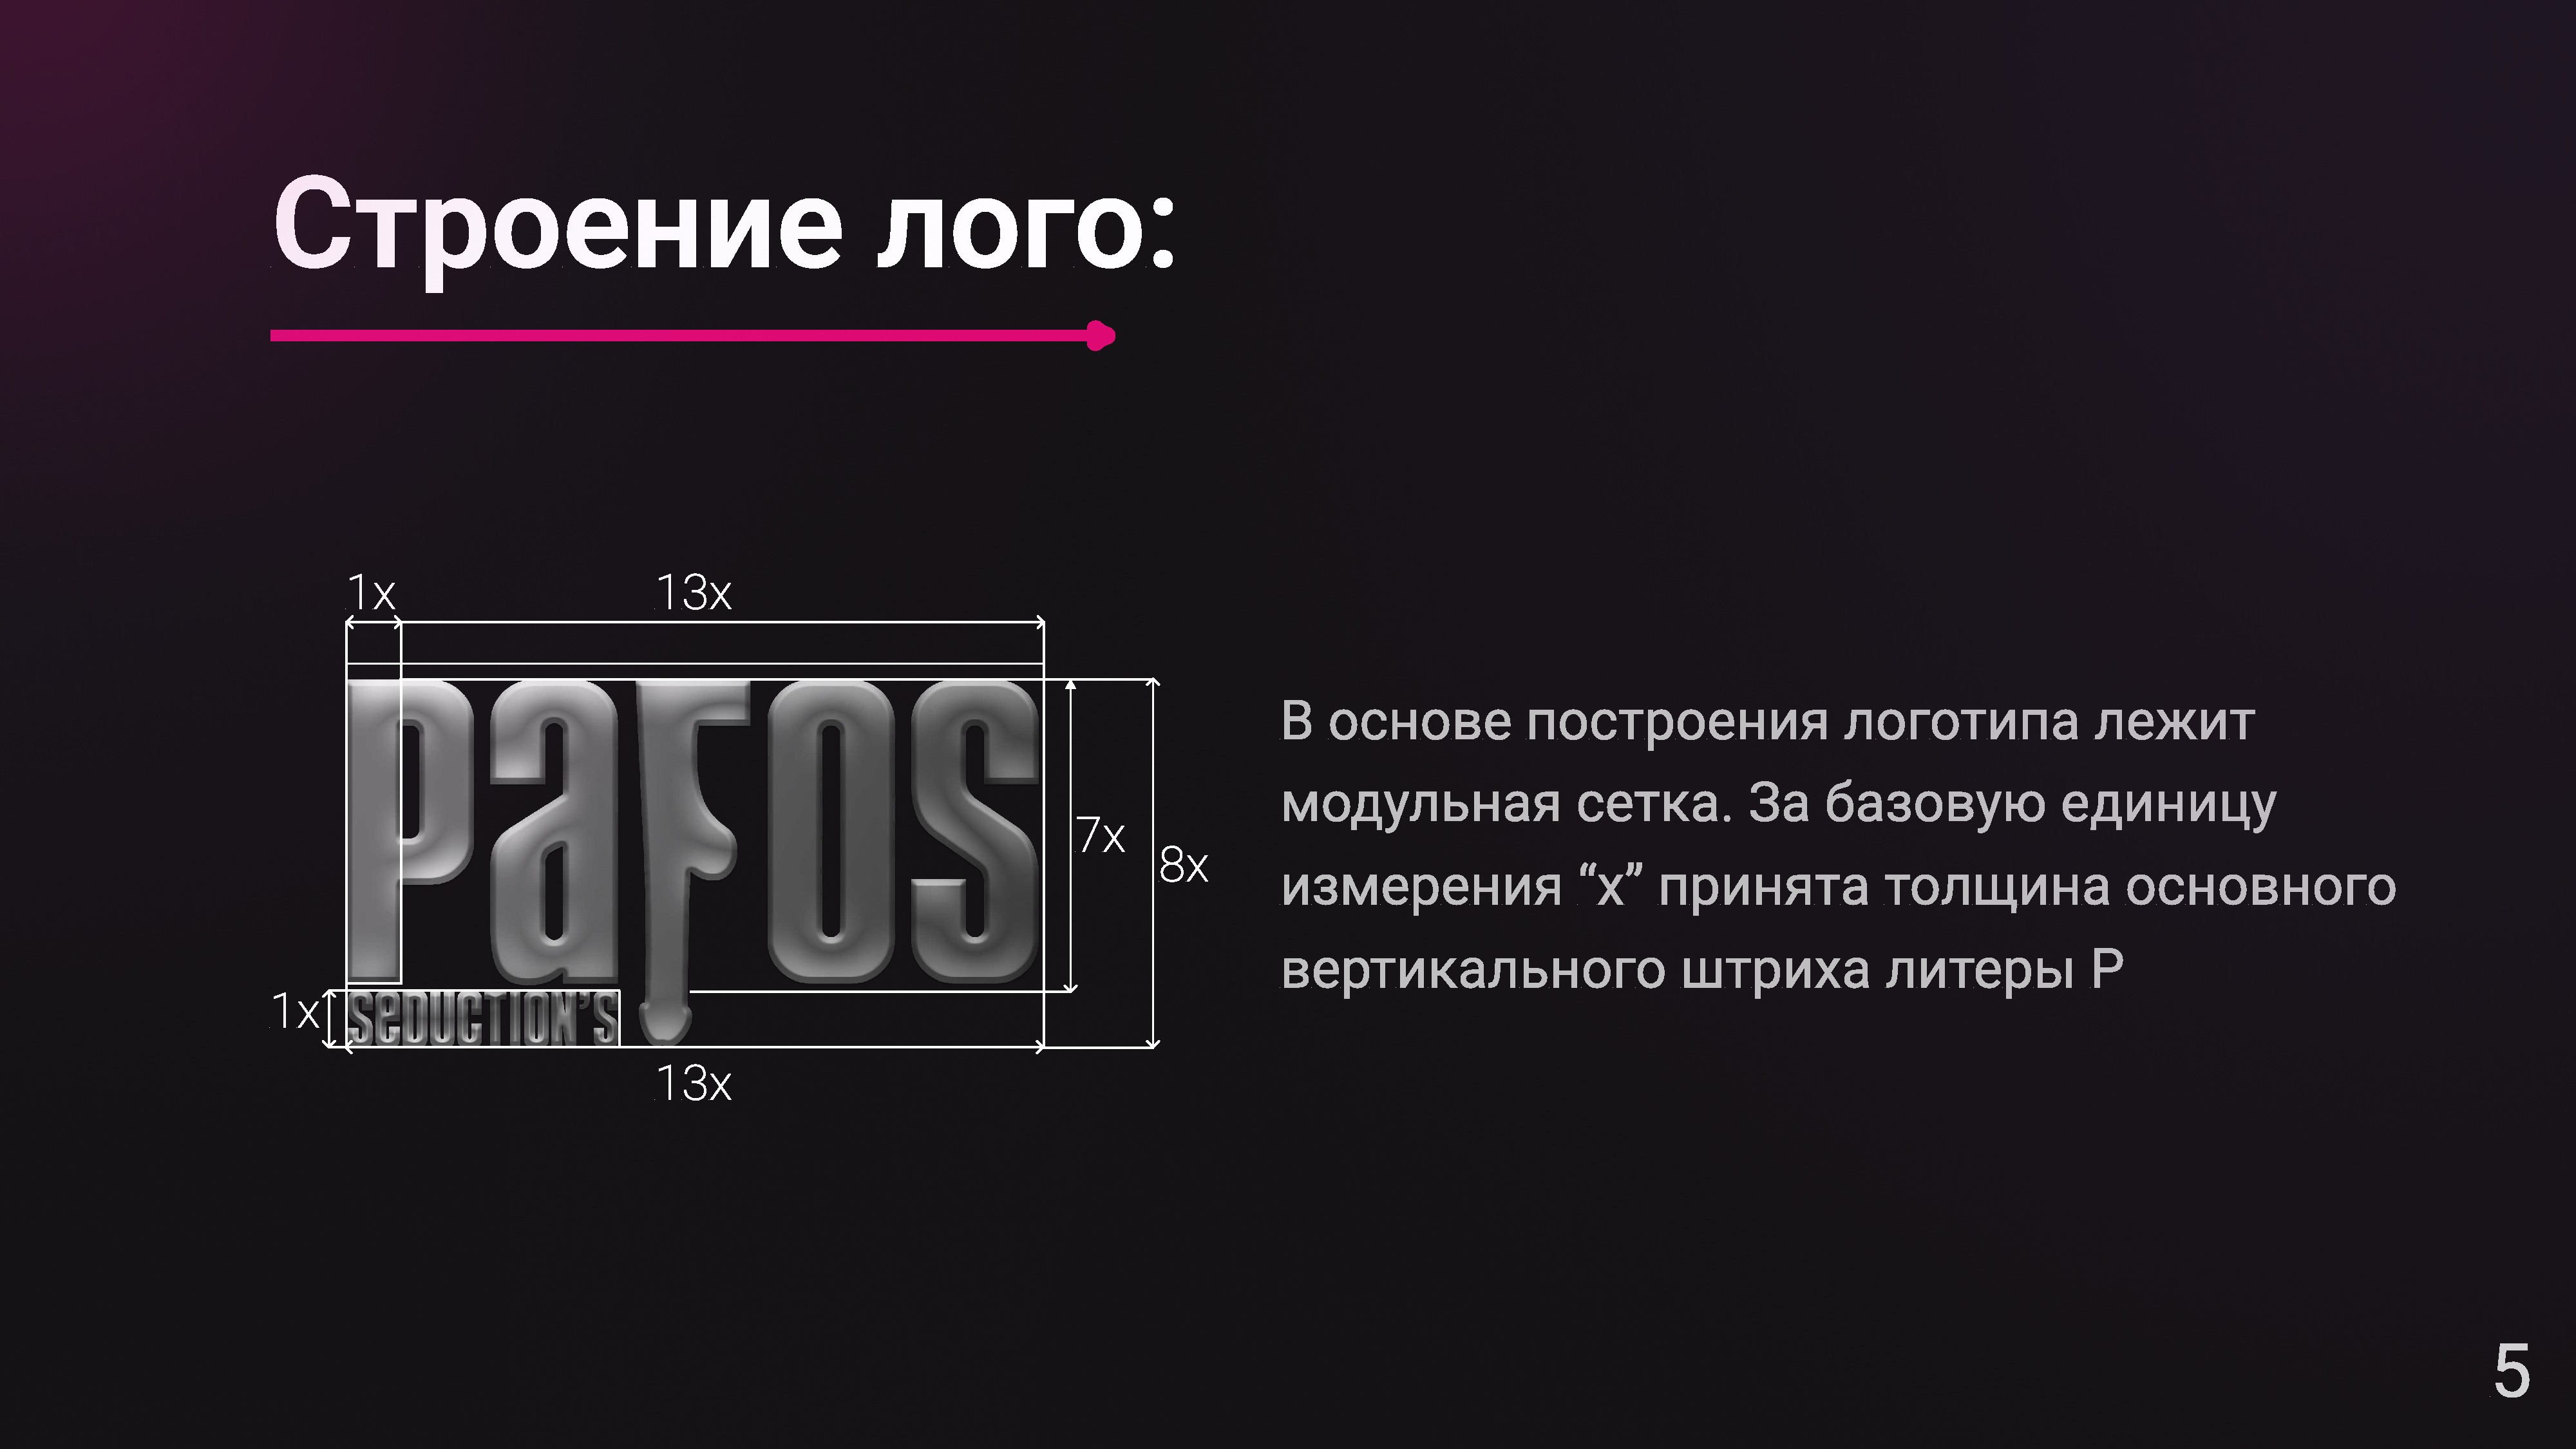 Строение лого:
1x 13x
PaFOS
7x
8x
1x
SeDUCTION'S
13x
В основе построения логотипа лежит
модульная сетка. За базовую единицу
измерения “x” принята толщина основного
вертикального штриха литеры P
5